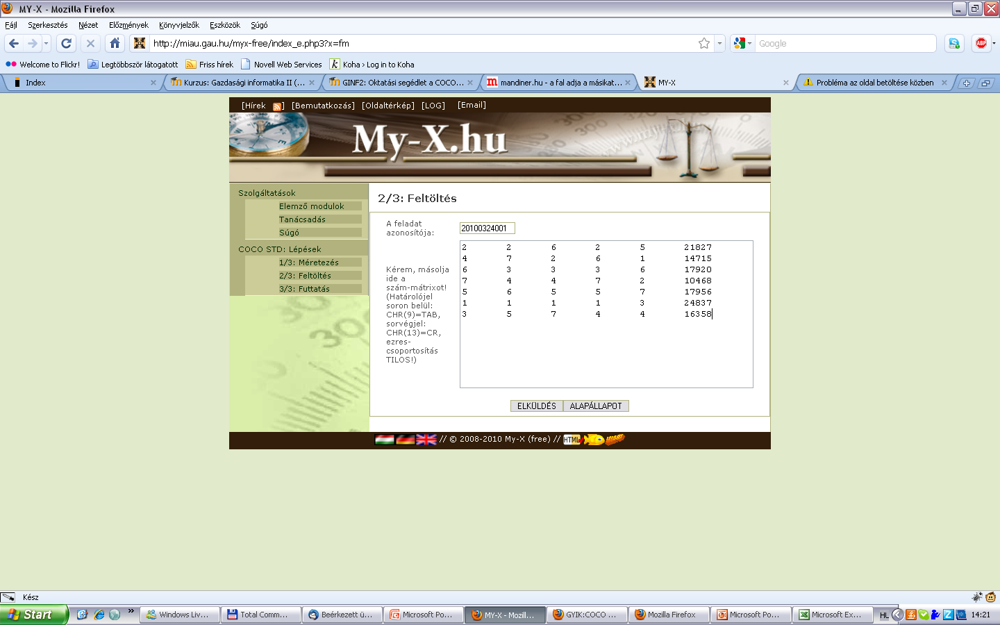 MY-X - Mozilla Firefox
Fájl Szerkesztés Nézet Előzmények Könyvjelzők Eszközök Súgó
http://miau.gau.hu/myx-free/index_e.php3?x=fm
Google
ABP
Welcome to Flickr! Legtöbbször látogatott Friss hírek Novell Web Services k Koha › Log in to Koha
Index
Kurzus: Gazdasági informatika II (...
GINF2: Oktatási segédlet a COCO...
m mandiner.hu - a fal adja a másikat...
MY-X
Probléma az oldal betöltése közben
[Hírek ] [Bemutatkozás] [Oldaltérkép] [LOG] [Email]
My-X.hu
Szolgáltatások
Elemző modulok
Tanácsadás
Súgó
COCO STD: Lépések
1/3: Méretezés
2/3: Feltöltés
3/3: Futtatás
2/3: Feltöltés
A feladat
azonosítója:
20100324001
Kérem, másolja
ide a
szám-mátrixot!
(Határolójel
soron belül:
CHR(9)=TAB,
sorvégjel:
CHR(13)=CR,
ezres-
csoportosítás
TILOS!)
2 2 6 2 5 21827
4 7 2 6 1 14715
6 3 3 3 6 17920
7 4 4 7 2 10468
5 6 5 5 7 17956
1 1 1 1 3 24837
3 5 7 4 4 16358
ELKÜLDÉS ALAPÁLLAPOT
// © 2008-2010 My-X (free) // HTML
Kész
Start
»
Windows Liv...
Total Comm...
Beérkezett ü...
Microsoft Po...
MY-X - Mozill...
GYIK:COCO ...
Mozilla Firefox
Microsoft Po...
Microsoft Ex...
HU
14:21